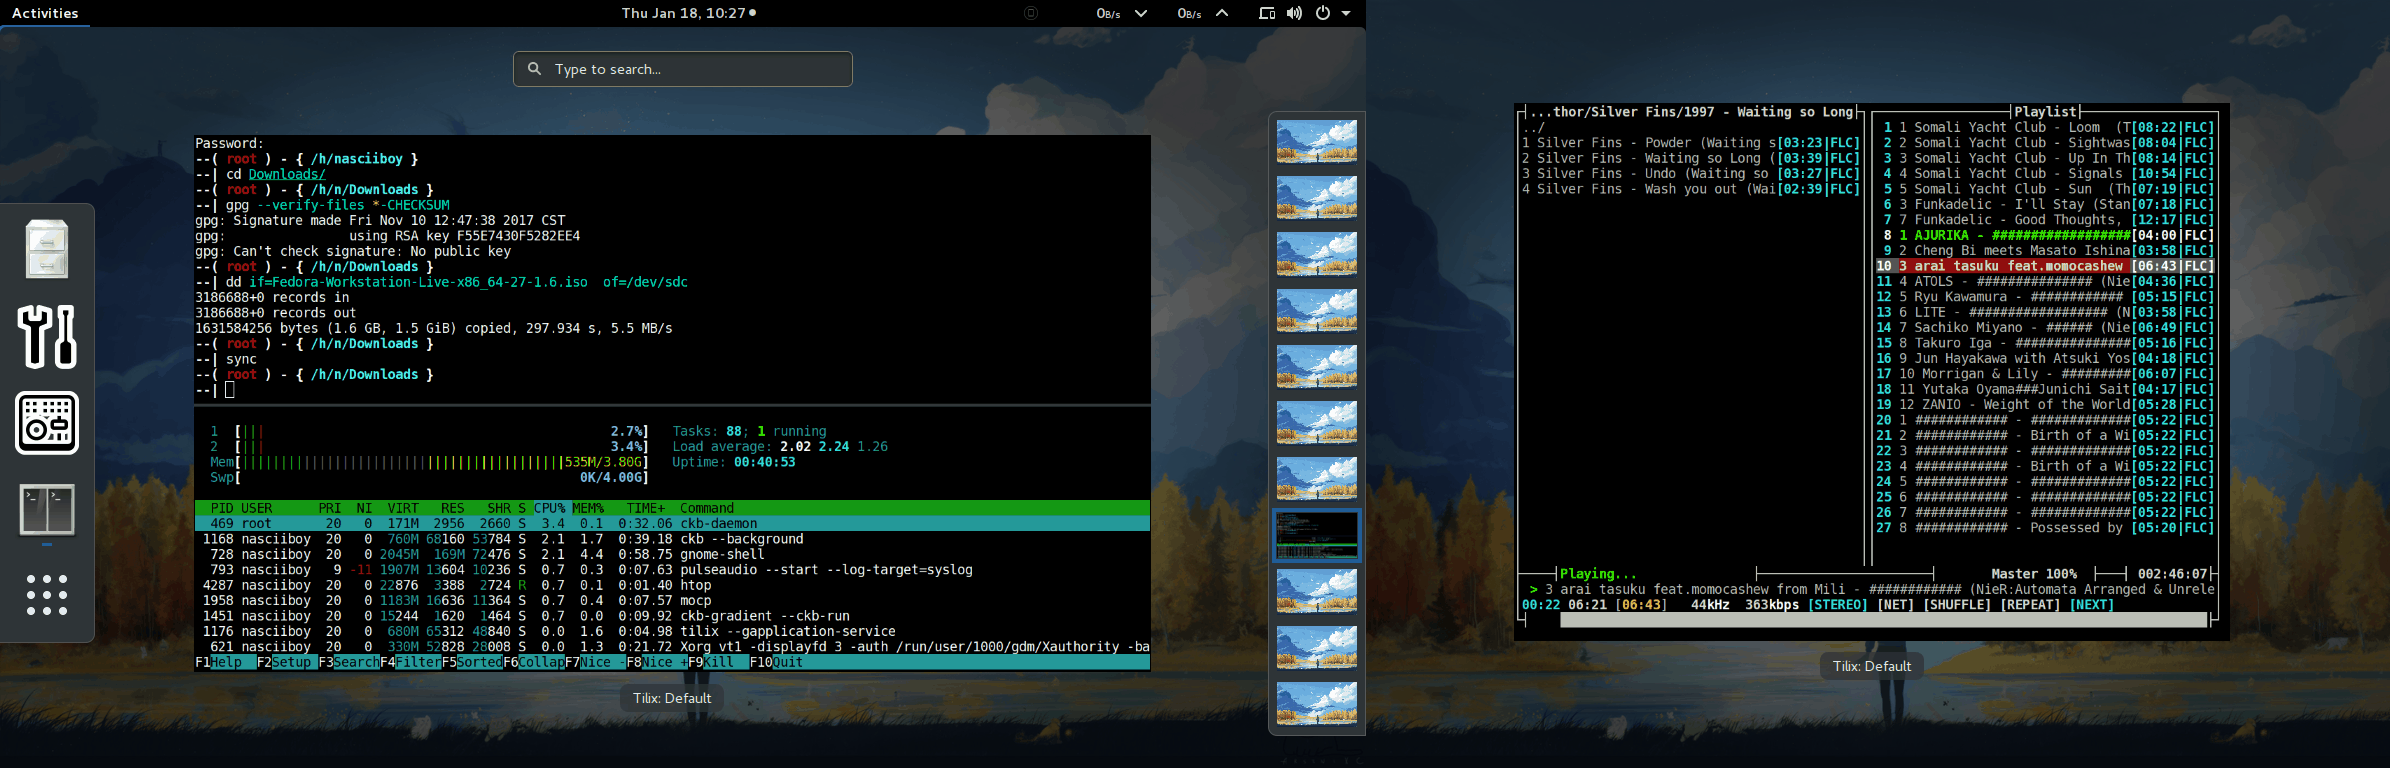 Activities
Thu Jan 18, 10:27
0B/s
0B/s
Type to search...
Password:
--( root ) - { /h/nasciiboy }
--| cd Downloads/
--( root ) - { /h/n/Downloads }
--| gpg --verify-files *-CHECKSUM
gpg: Signature made Fri Nov 10 12:47:38 2017 CST
gpg:                using RSA key F55E7430F5282EE4
gpg: Can't check signature: No public key
--( root ) - { /h/n/Downloads }
--| dd if=Fedora-Workstation-Live-x86_64-27-1.6.iso  of=/dev/sdc
3186688+0 records in
3186688+0 records out
1631584256 bytes (1.6 GB, 1.5 GiB) copied, 297.934 s, 5.5 MB/s
--( root ) - { /h/n/Downloads }
--| sync
--( root ) - { /h/n/Downloads }
--|
1 [||| 2.7%] Tasks: 88; 1 running
2 [||| 3.4%] Load average: 2.02 2.24 1.26
Mem[535M/3.80G] Uptime: 00:40:53
Swp[ 0K/4.00G]
PID USER PRI NI VIRT RES SHR S CPU% MEM% TIME+ Command
469 root 20 0 171M 2956 2660 S 3.4 0.1 0:32.06 ckb-daemon
1168 nasciiboy 20 0 760M 68160 53784 S 2.1 1.7 0:39.18 ckb --background
728 nasciiboy 20 0 2045M 169M 72476 S 2.1 4.4 0:58.75 gnome-shell
793 nasciiboy 9 -11 1907M 13604 10236 S 0.7 0.3 0:07.63 pulseaudio --start --log-target=syslog
4287 nasciiboy 20 0 22876 3388 2724 R 0.7 0.1 0:01.40 htop
1958 nasciiboy 20 0 1183M 16636 11364 S 0.7 0.4 0:07.57 mocp
1451 nasciiboy 20 0 15244 1620 1464 S 0.7 0.0 0:09.92 ckb-gradient --ckb-run
1176 nasciiboy 20 0 680M 65312 48840 S 0.0 1.6 0:04.98 tilix --gapplication-service
621 nasciiboy 20 0 330M 52828 28008 S 0.0 1.3 0:21.72 Xorg vt1 -displayfd 3 -auth /run/user/1000/gdm/Xauthority -ba
F1Help F2Setup F3SearchF4FilterF5SortedF6CollapF7Nice -F8Nice +F9Kill F10Quit
Tilix: Default
...thor/Silver Fins/1997 - Waiting so Long
../
1 Silver Fins - Powder (Waiting s[03:23|FLC]
2 Silver Fins - Waiting so Long ([03:39|FLC]
3 Silver Fins - Undo (Waiting so [03:27|FLC]
4 Silver Fins - Wash you out (Wai[02:39|FLC]
Playlist
1 1 Somali Yacht Club - Loom  (T[08:22|FLC]
2 2 Somali Yacht Club - Sightwas[08:04|FLC]
3 3 Somali Yacht Club - Up In Th[08:14|FLC]
4 4 Somali Yacht Club - Signals [10:54|FLC]
5 5 Somali Yacht Club - Sun  (Th[07:19|FLC]
6 3 Funkadelic - I'll Stay (Stan[07:18|FLC]
7 7 Funkadelic - Good Thoughts, [12:17|FLC]
8 1 AJURIKA - ##################[04:00|FLC]
9 2 Cheng Bi meets Masato Ishina[03:58|FLC]
10 3 arai tasuku feat.momocashew [06:43|FLC]
11 4 ATOLS - ############### (Nie[04:36|FLC]
12 5 Ryu Kawamura - ############ [05:15|FLC]
13 6 LITE - ################## (N[03:58|FLC]
14 7 Sachiko Miyano - ###### (Nie[06:49|FLC]
15 8 Takuro Iga - ###############[05:16|FLC]
16 9 Jun Hayakawa with Atsuki Yos[04:18|FLC]
17 10 Morrigan & Lily - #########[06:07|FLC]
18 11 Yutaka Oyama###Junichi Sait[04:17|FLC]
19 12 ZANIO - Weight of the World[05:28|FLC]
20 1 ############ - ############[05:22|FLC]
21 2 ############ - Birth of a Wi[05:22|FLC]
22 3 ############ - ############[05:22|FLC]
23 4 ############ - Birth of a Wi[05:22|FLC]
24 5 ############ - ############[05:22|FLC]
25 6 ############ - ############[05:22|FLC]
26 7 ############ - ############[05:22|FLC]
27 8 ############ - Possessed by [05:20|FLC]
Playing... Master 100% 002:46:07
> 3 arai tasuku feat.momocashew from Mili - ############ (NieR:Automata Arranged & Unrele
00:22 06:21 [06:43] 44kHz 363kbps [STEREO] [NET] [SHUFFLE] [REPEAT] [NEXT]
Tilix: Default